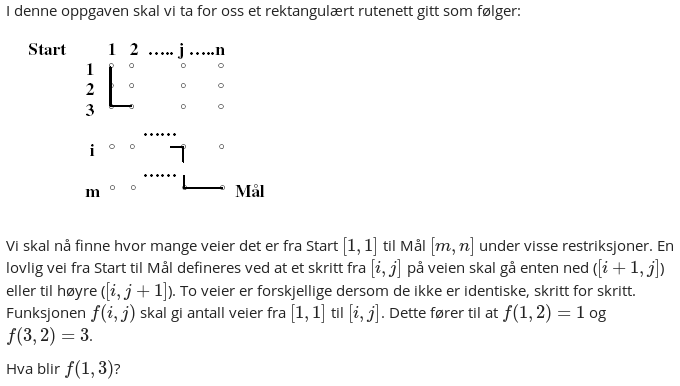 I denne oppgaven skal vi ta for oss et rektangulært rutenett gitt som følger:
Start 1 2 ..... j .....n
1
2
3
......
i
......
m Mål
Vi skal nå finne hvor mange veier det er fra Start [1, 1] til Mål [m, n] under visse restriksjoner. En
lovlig vei fra Start til Mål defineres ved at et skritt fra [i, j] på veien skal gå enten ned ([i + 1, j])
eller til høyre ([i, j + 1]). To veier er forskjellige dersom de ikke er identiske, skritt for skritt.
Funksjonen f(i, j) skal gi antall veier fra [1, 1] til [i, j]. Dette fører til at f(1, 2) = 1 og
f(3, 2) = 3.
Hva blir f(1, 3)?